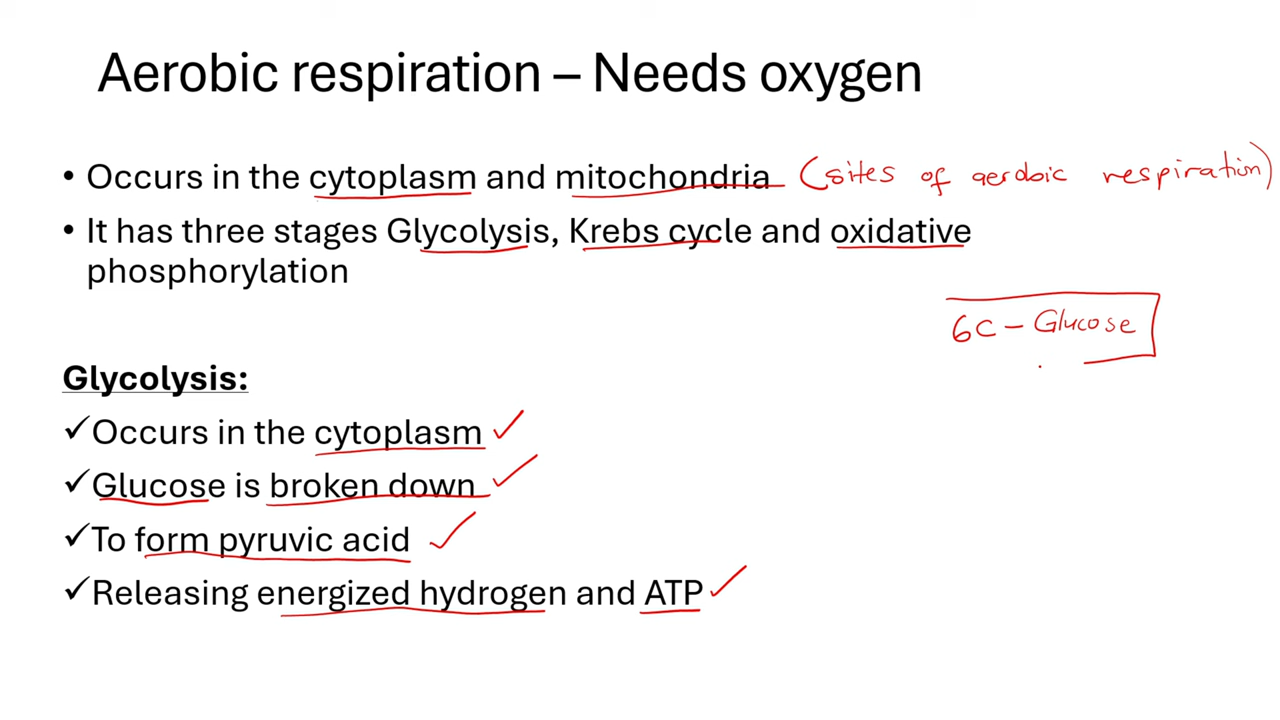 Aerobic respiration – Needs oxygen
• Occurs in the cytoplasm and mitochondria (sites of aerobic respiration)
• It has three stages Glycolysis, Krebs cycle and oxidative
phosphorylation
6C – Glucose
Glycolysis:
✓Occurs in the cytoplasm ✓
✓Glucose is broken down ✓
✓To form pyruvic acid ✓
✓Releasing energized hydrogen and ATP ✓